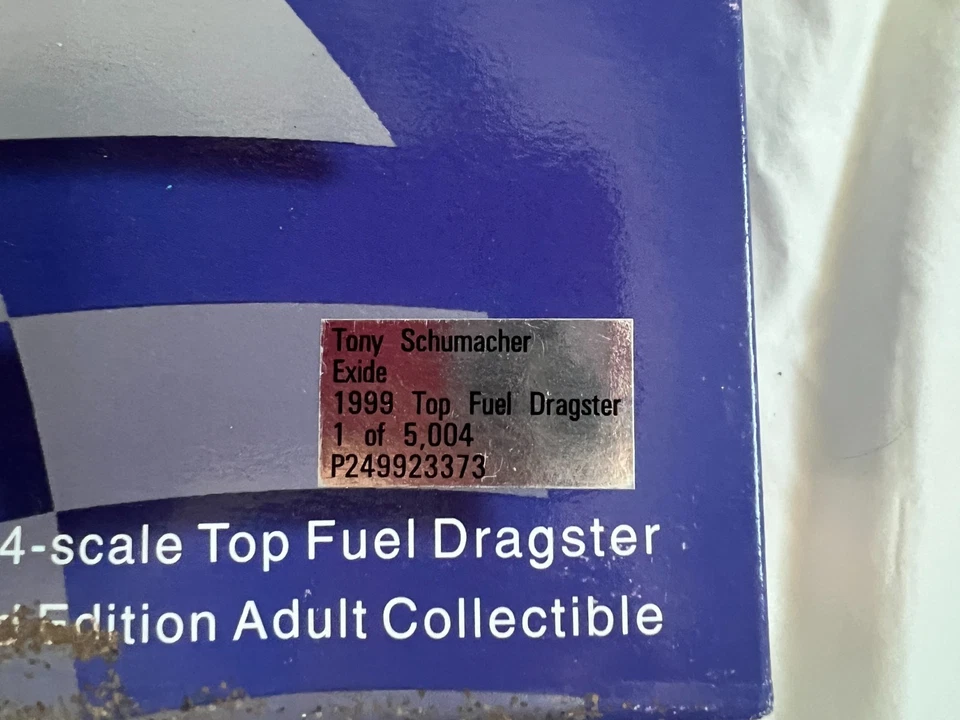 Tony Schumacher
Exide
1999 Top Fuel Dragster
1 of 5,004
P249923373
4-scale Top Fuel Dragster
Edition Adult Collectible